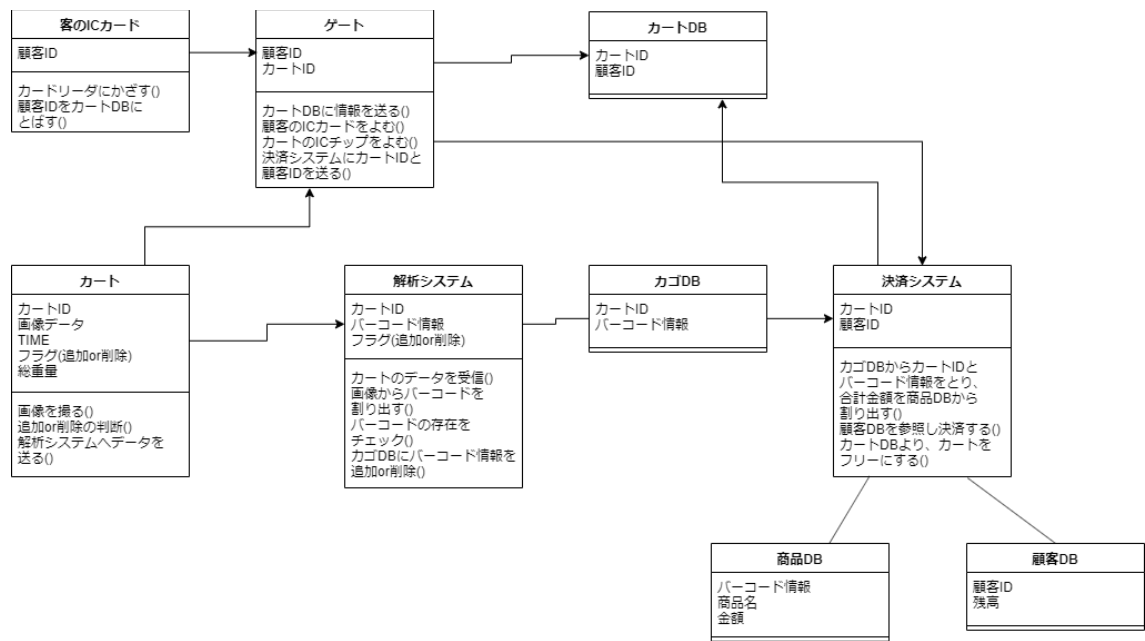 客のICカード
顧客ID
カードリーダにかざす()
顧客IDをカートDBに
とばす()
ゲート
顧客ID
カートID
カートDBに情報を送る()
顧客のICカードをよむ()
カートのICチップをよむ()
決済システムにカートIDと
顧客IDを送る()
カートDB
カートID
顧客ID
カート
カートID
画像データ
TIME
フラグ(追加or削除)
総重量
画像を撮る()
追加or削除の判断()
解析システムへデータを
送る()
解析システム
カートID
バーコード情報
フラグ(追加or削除)
カートのデータを受信()
画像からバーコードを
割り出す()
バーコードの存在を
チェック()
カゴDBにバーコード情報を
追加or削除()
カゴDB
カートID
バーコード情報
決済システム
カートID
顧客ID
カゴDBからカートIDと
バーコード情報をとり、
合計金額を商品DBから
割り出す()
顧客DBを参照し決済する()
カートDBより、カートを
フリーにする()
商品DB
バーコード情報
商品名
金額
顧客DB
顧客ID
残高